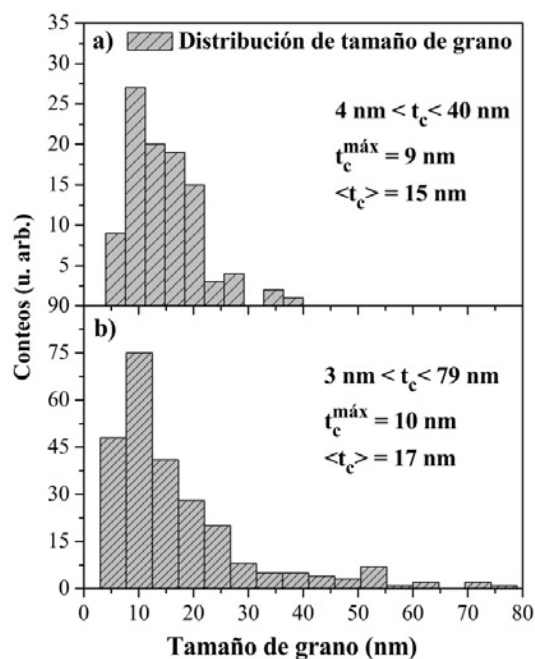 35
a)
Distribución de tamaño de grano
30
25
20
15
10
5
90
4 nm < t_c < 40 nm
t_c^máx = 9 nm
<t_c> = 15 nm
Conteos (u. arb.)
b)
75
60
45
30
15
0
3 nm < t_c < 79 nm
t_c^máx = 10 nm
<t_c> = 17 nm
0 10 20 30 40 50 60 70 80
Tamaño de grano (nm)